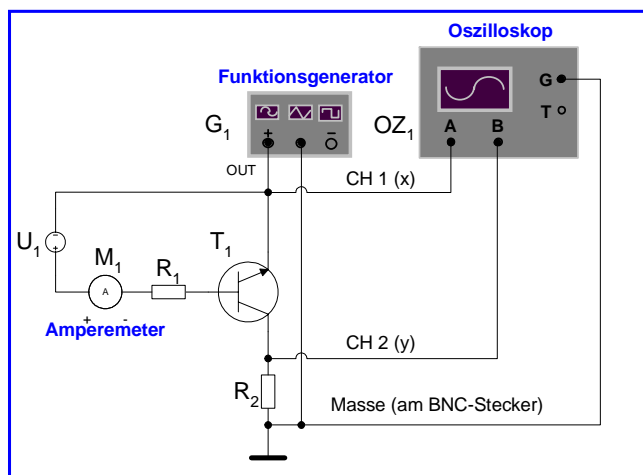 Oszilloskop
Funktionsgenerator
G
G1
OZ1
T
A B
+ −
OUT
CH 1 (x)
− +
U1
M1
R1
T1
A
+ -
Amperemeter
CH 2 (y)
R2
Masse (am BNC-Stecker)